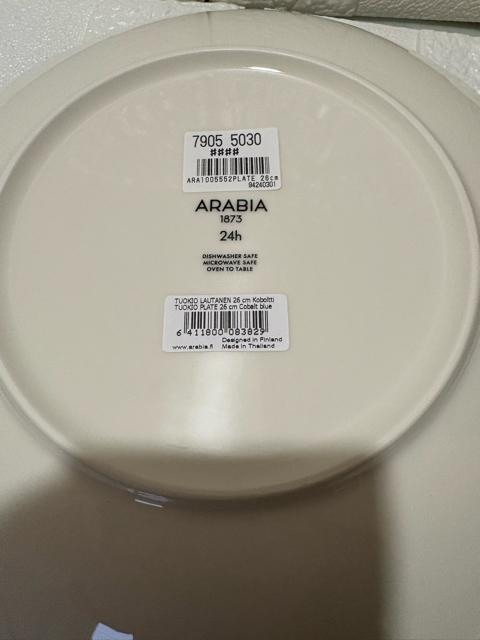 7905 5030
####
ARA1005552PLATE 26cm
94240301
ARABIA
1873
24h
DISHWASHER SAFE
MICROWAVE SAFE
OVEN TO TABLE
TUOKIO LAUTANEN 26 cm Koboltti
TUOKIO PLATE 26 cm Cobalt blue
6 411800 083829
Designed in Finland
www.arabia.fi Made in Thailand